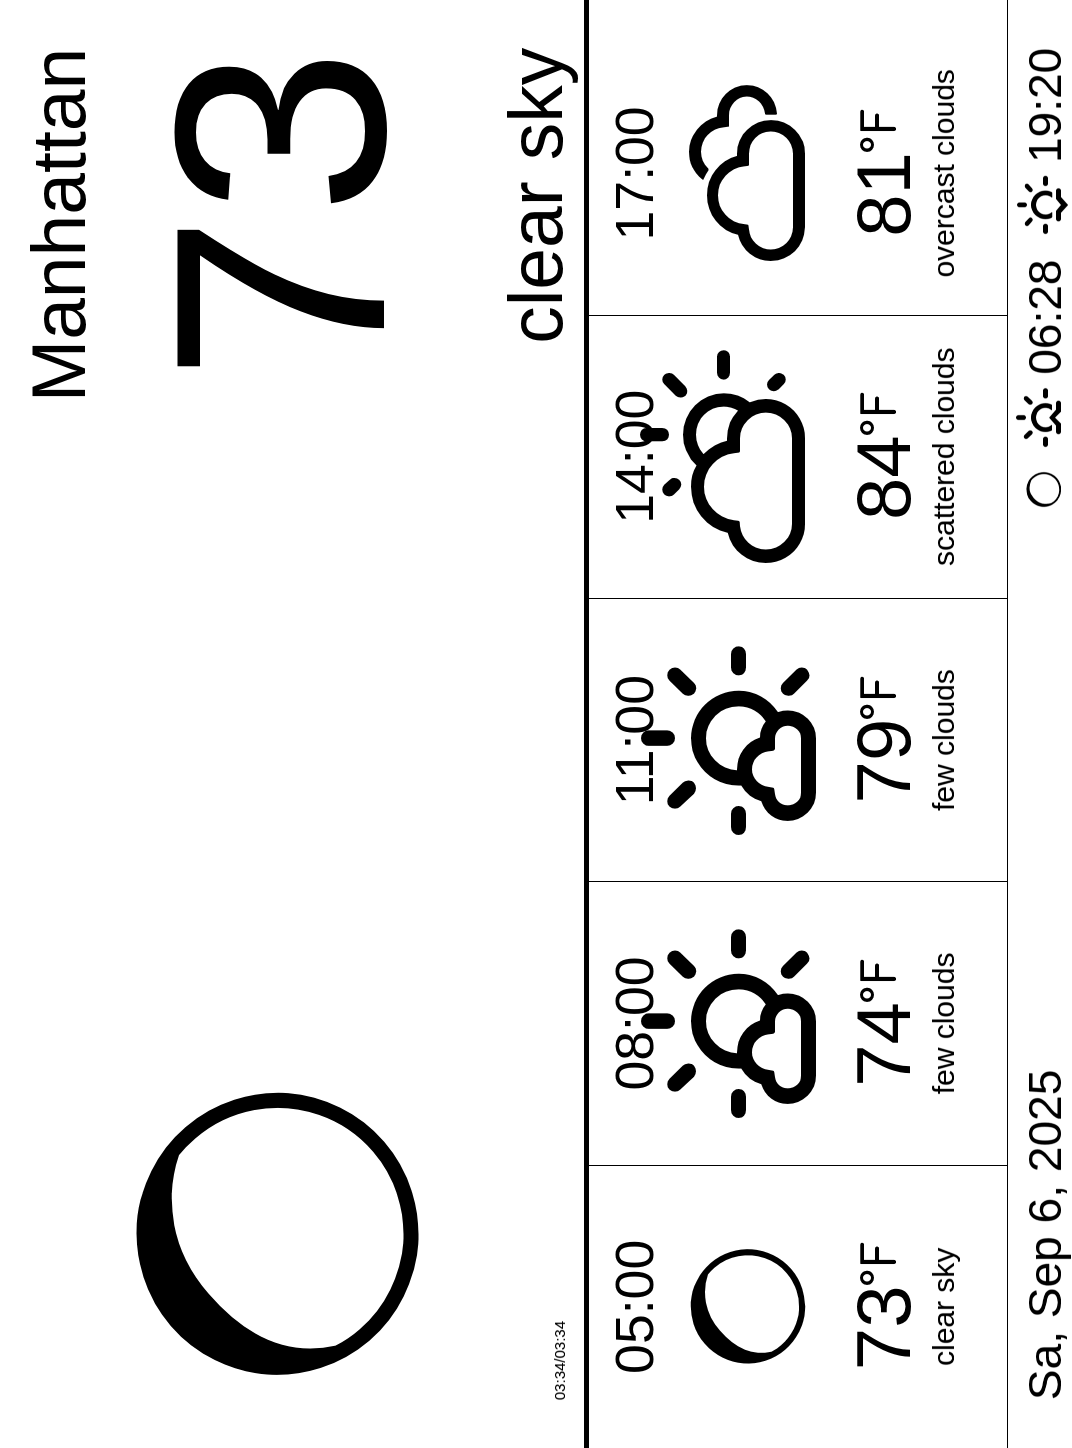 Manhattan
73
clear sky
03:34/03:34
05:00 08:00 11:00 14:00 17:00
73°F 74°F 79°F 84°F 81°F
clear sky few clouds few clouds scattered clouds overcast clouds
Sa, Sep 6, 2025 06:28 19:20